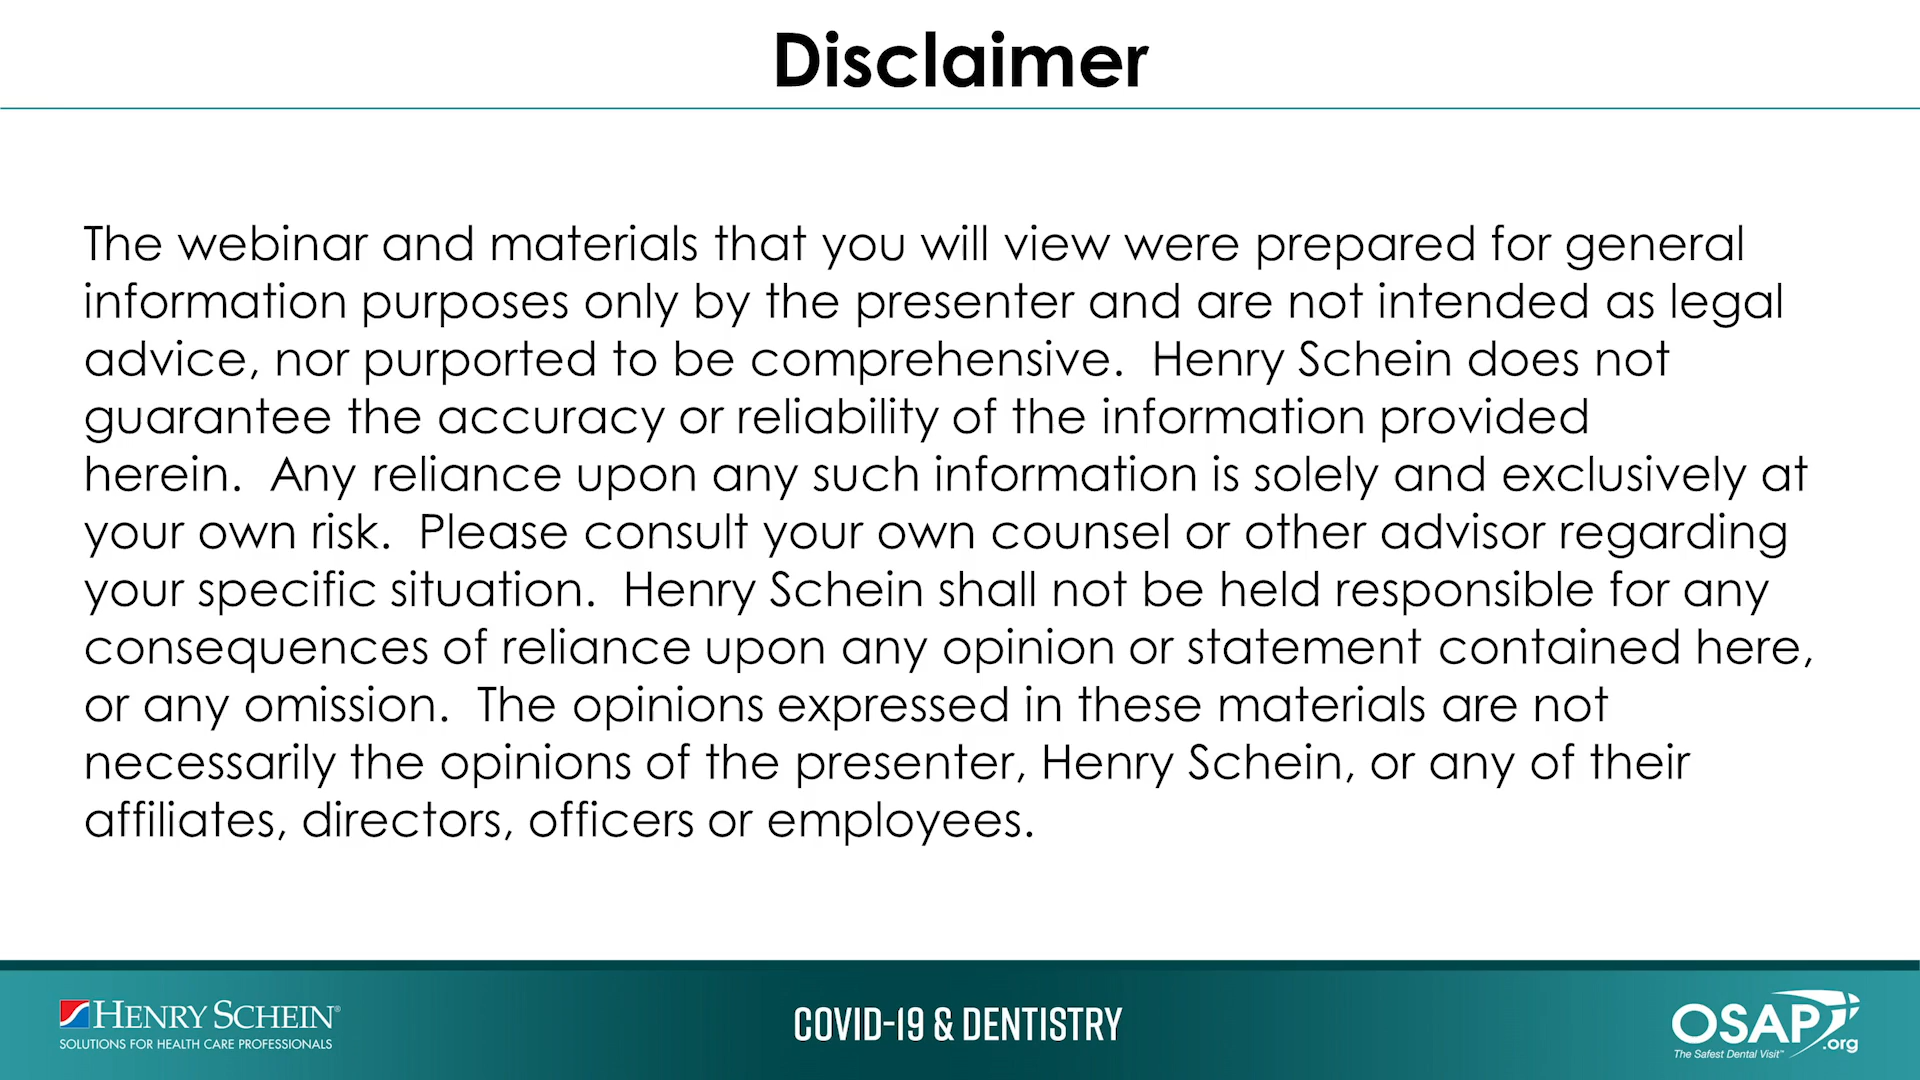 Disclaimer
The webinar and materials that you will view were prepared for general
information purposes only by the presenter and are not intended as legal
advice, nor purported to be comprehensive.  Henry Schein does not
guarantee the accuracy or reliability of the information provided
herein.  Any reliance upon any such information is solely and exclusively at
your own risk.  Please consult your own counsel or other advisor regarding
your specific situation.  Henry Schein shall not be held responsible for any
consequences of reliance upon any opinion or statement contained here,
or any omission.  The opinions expressed in these materials are not
necessarily the opinions of the presenter, Henry Schein, or any of their
affiliates, directors, officers or employees.
HENRY SCHEIN®
SOLUTIONS FOR HEALTH CARE PROFESSIONALS
COVID-19 & DENTISTRY
OSAP
.org
The Safest Dental Visit™